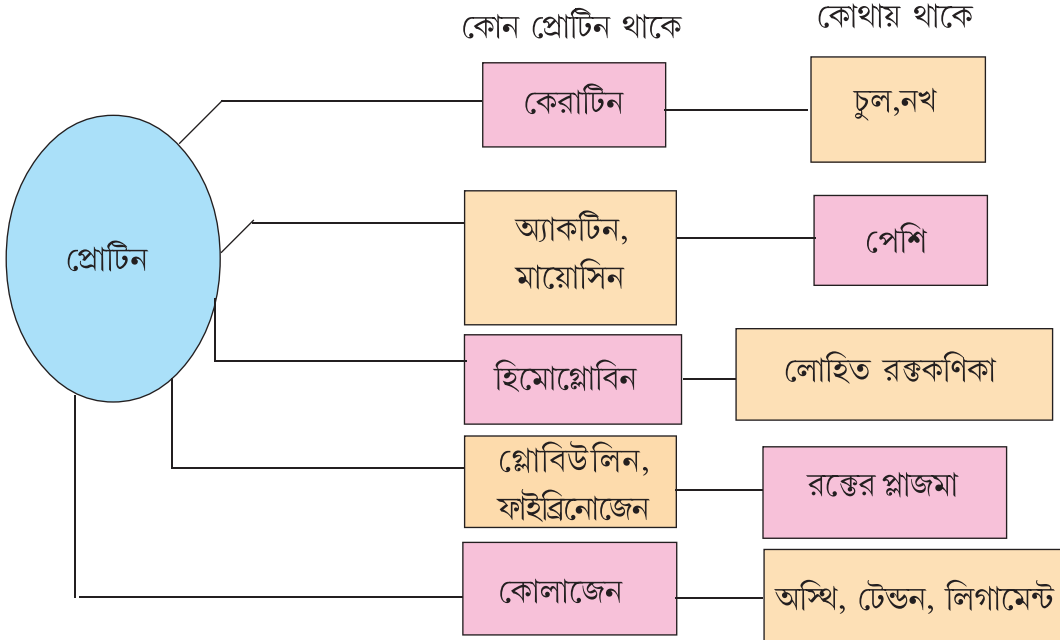 কোন প্রোটিন থাকে
কোথায় থাকে
প্রোটিন
কেরাটিন
চুল,নখ
অ্যাকটিন,
মায়োসিন
পেশি
হিমোগ্লোবিন
লোহিত রক্তকণিকা
গ্লোবিউলিন,
ফাইব্রিনোজেন
রক্তের প্লাজমা
কোলাজেন
অস্থি, টেন্ডন, লিগামেন্ট